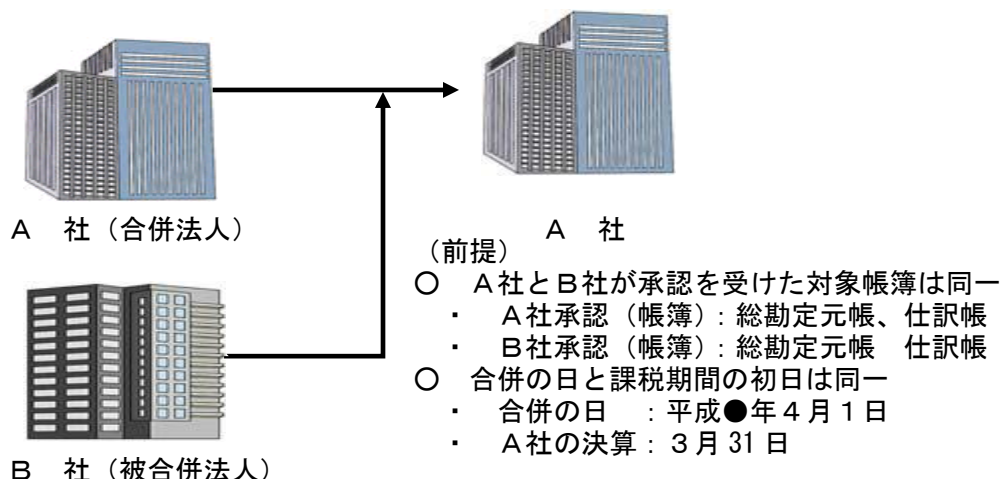 A　社（合併法人）
B　社（被合併法人）
A　社
（前提）
○　A社とB社が承認を受けた対象帳簿は同一
・　A社承認（帳簿）：総勘定元帳、仕訳帳
・　B社承認（帳簿）：総勘定元帳　仕訳帳
○　合併の日と課税期間の初日は同一
・　合併の日　：平成●年４月１日
・　A社の決算：３月31日